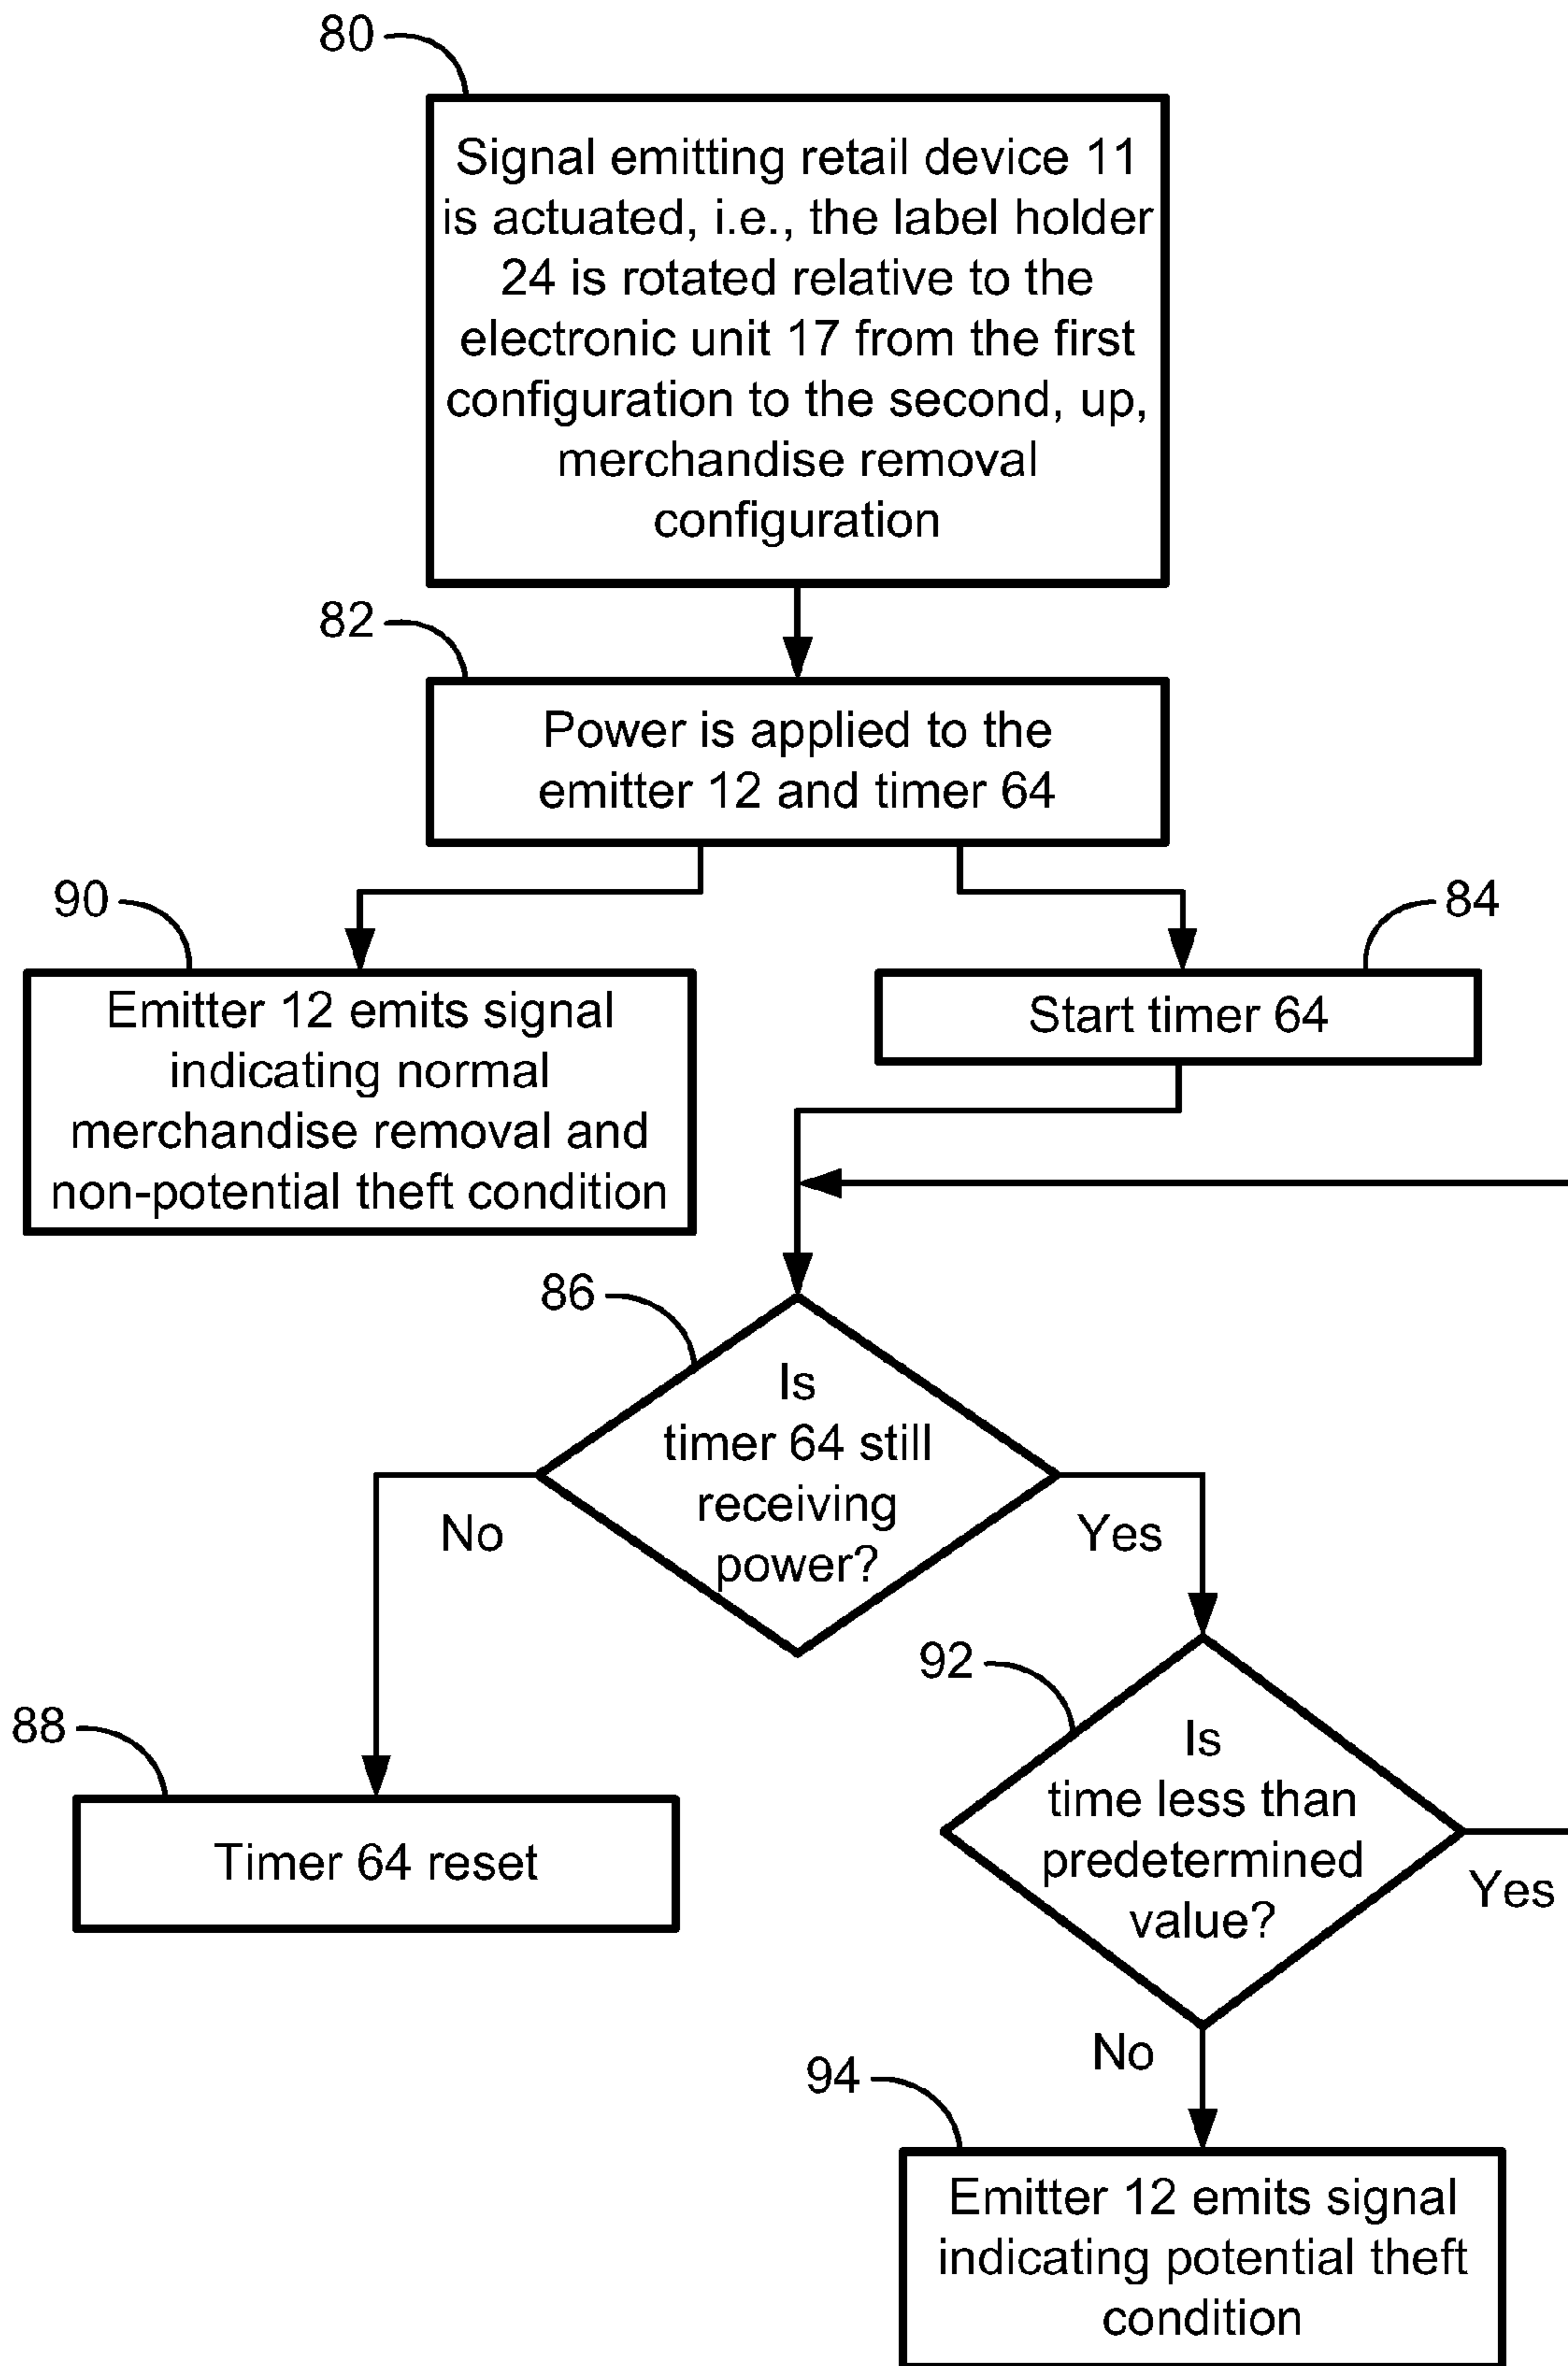 80
Signal emitting retail device 11
is actuated, i.e., the label holder
24 is rotated relative to the
electronic unit 17 from the first
configuration to the second, up,
merchandise removal
configuration
82
Power is applied to the
emitter 12 and timer 64
90
Emitter 12 emits signal
indicating normal
merchandise removal and
non-potential theft condition
84
Start timer 64
86
Is
timer 64 still
receiving
power?
No
Yes
88
Timer 64 reset
92
Is
time less than
predetermined
value?
Yes
No
94
Emitter 12 emits signal
indicating potential theft
condition